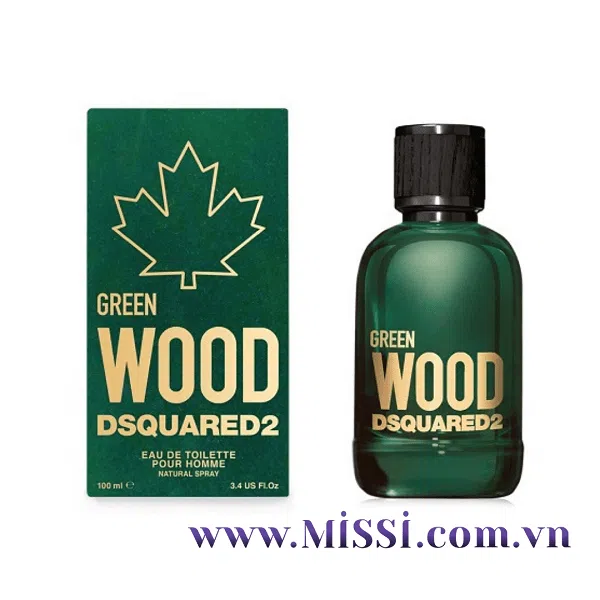 GREEN
WOOD
DSQUARED2
EAU DE TOILETTE
POUR HOMME
NATURAL SPRAY
100 ml ℮ 3.4 US Fl.Oz
GREEN
WOOD
DSQUARED2
www.MiSSi.com.vn